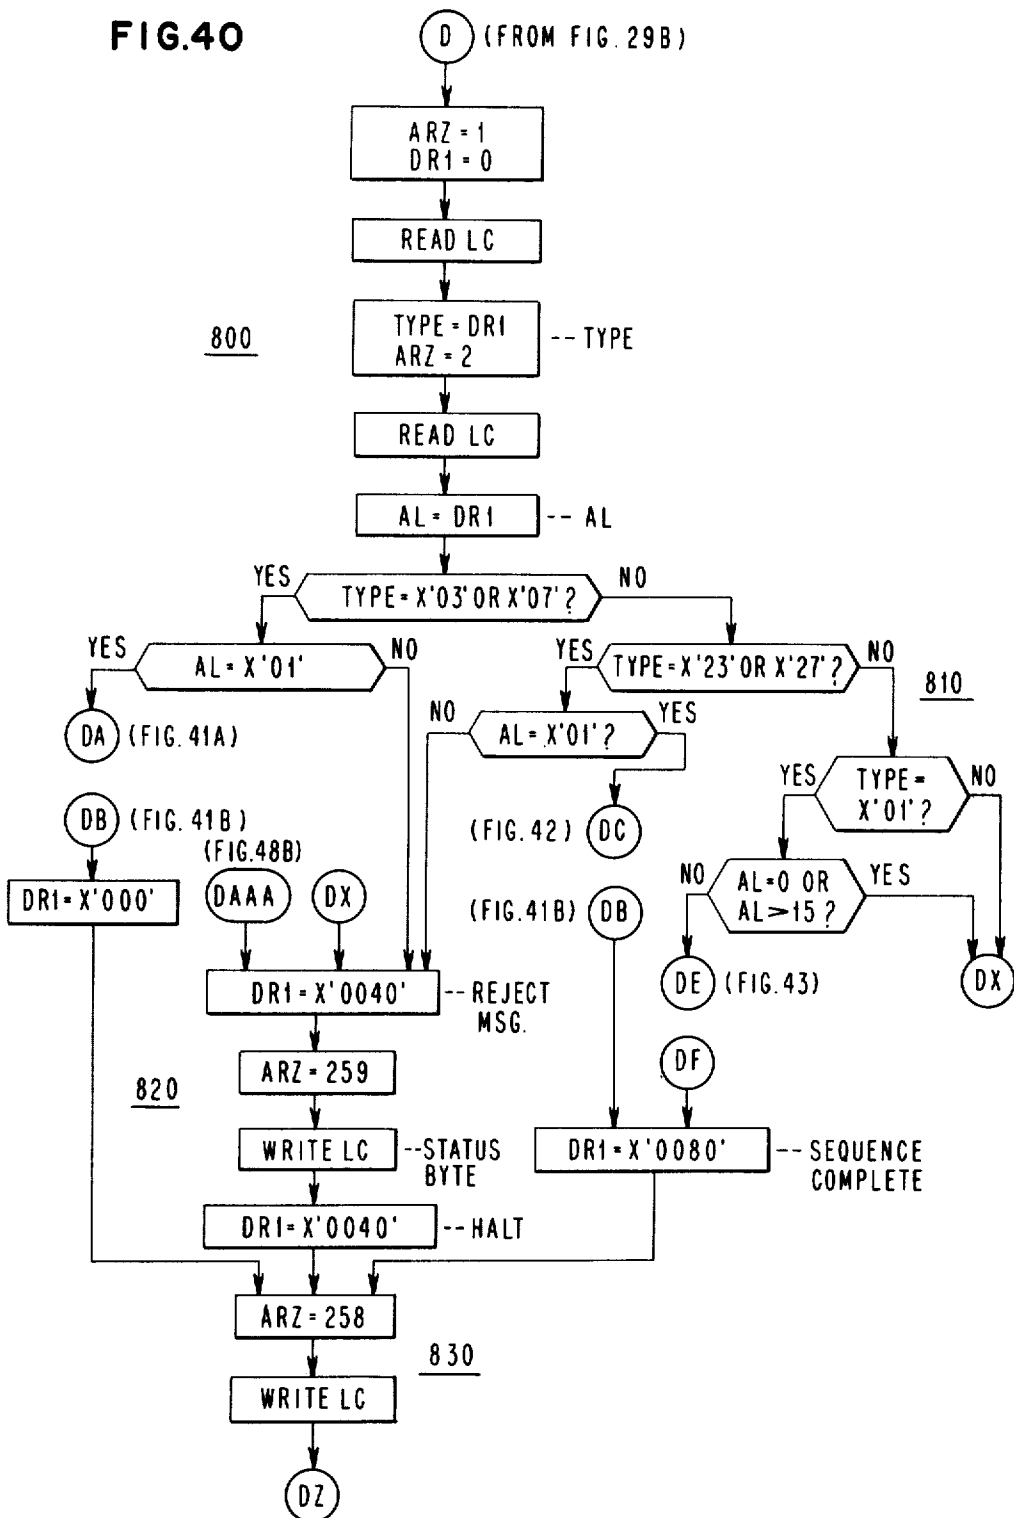 FIG.40
D (FROM FIG. 29B)
ARZ = 1
DR1 = 0
READ LC
800
TYPE = DR1
ARZ = 2
-- TYPE
READ LC
AL = DR1 -- AL
YES TYPE = X'03' OR X'07'? NO
YES AL = X'01' NO
YES TYPE=X'23' OR X'27'? NO
810
DA (FIG. 41A)
NO AL = X'01'? YES
YES TYPE=
X'01'? NO
DB (FIG. 41B)
(FIG. 42) DC
(FIG.48B)
NO AL=0 OR
AL>15? YES
DR1=X'000'
DAAA DX
(FIG.41B) DB
DE (FIG.43) DX
DR1=X'0040' --REJECT
MSG.
ARZ = 259
DF
820
WRITE LC --STATUS
BYTE
DR1=X'0080' -- SEQUENCE
COMPLETE
DR1=X'0040' --HALT
ARZ = 258
830
WRITE LC
DZ